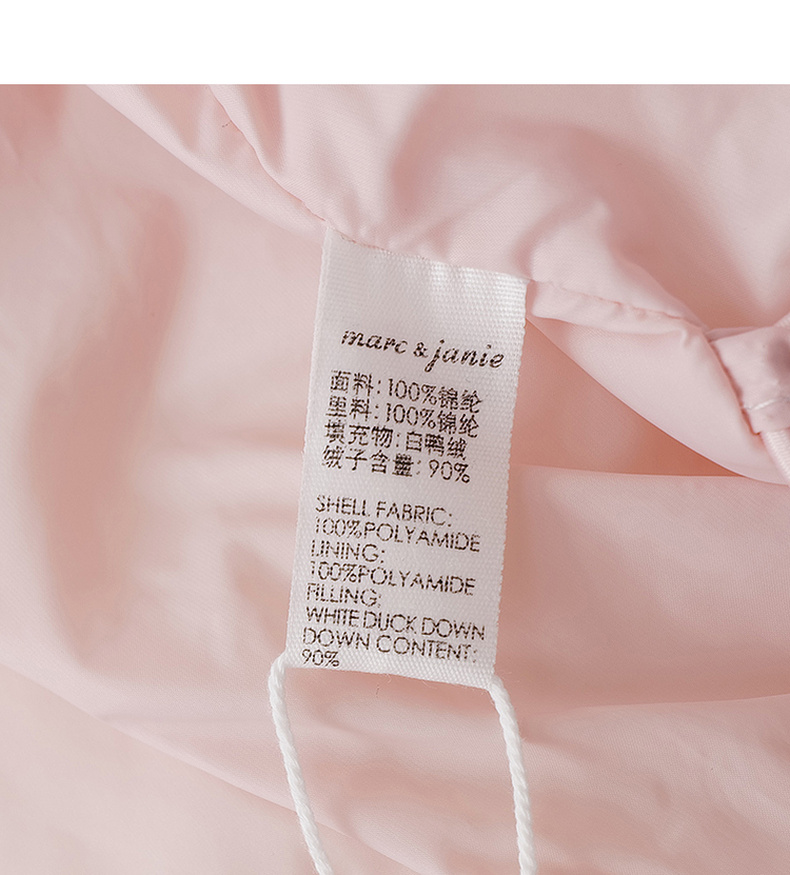 marc & janie
面料:100%锦纶
里料:100%锦纶
填充物:白鸭绒
绒子含量:90%
SHELL FABRIC:
100%POLYAMIDE
LINING:
100%POLYAMIDE
FILLING:
WHITE DUCK DOWN
DOWN CONTENT:
90%